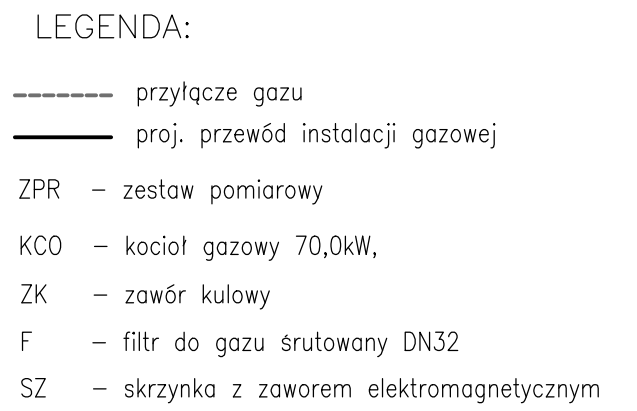 LEGENDA:
przyłącze gazu
proj. przewód instalacji gazowej
ZPR – zestaw pomiarowy
KCO – kocioł gazowy 70,0kW,
ZK – zawór kulowy
F – filtr do gazu śrutowany DN32
SZ – skrzynka z zaworem elektromagnetycznym